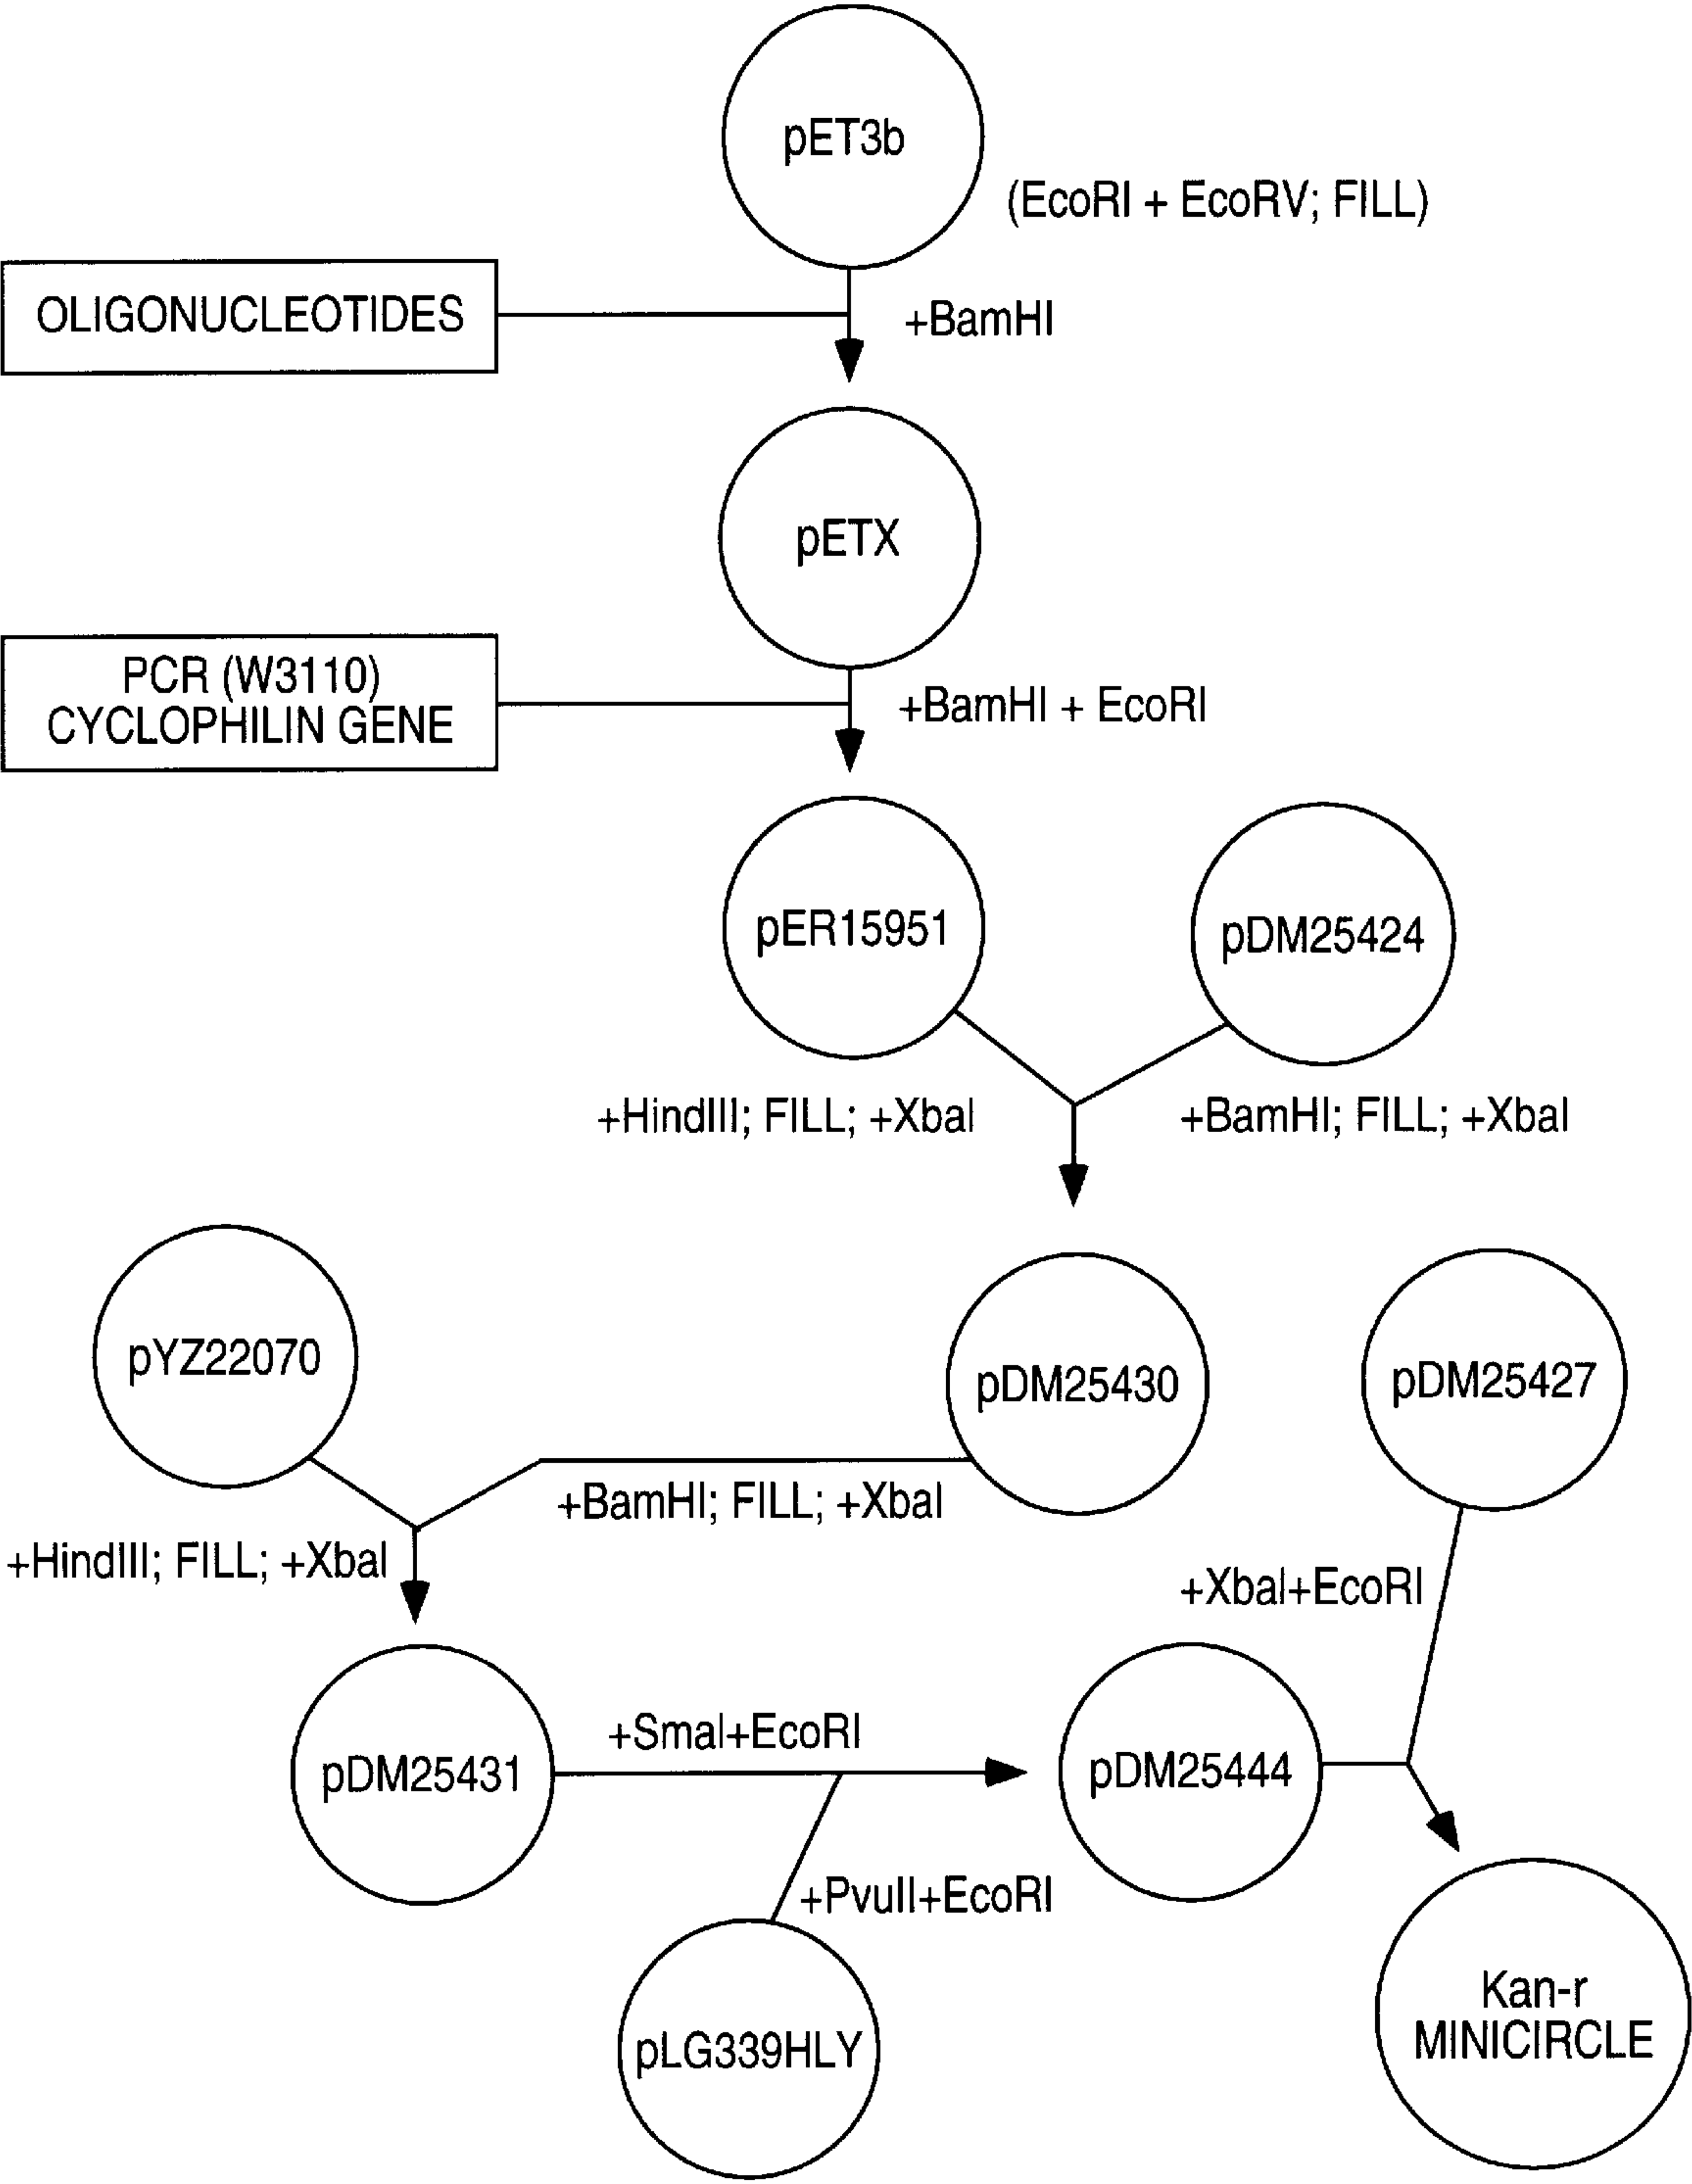 pET3b
(EcoRI + EcoRV; FILL)
OLIGONUCLEOTIDES
+BamHI
pETX
PCR (W3110)
CYCLOPHILIN GENE
+BamHI + EcoRI
pER15951
pDM25424
+HindIII; FILL; +XbaI
+BamHI; FILL; +XbaI
pYZ22070
pDM25430
pDM25427
+BamHI; FILL; +XbaI
+HindIII; FILL; +XbaI
+XbaI+EcoRI
pDM25431
+SmaI+EcoRI
pDM25444
+PvuII+EcoRI
pLG339HLY
Kan-r
MINICIRCLE